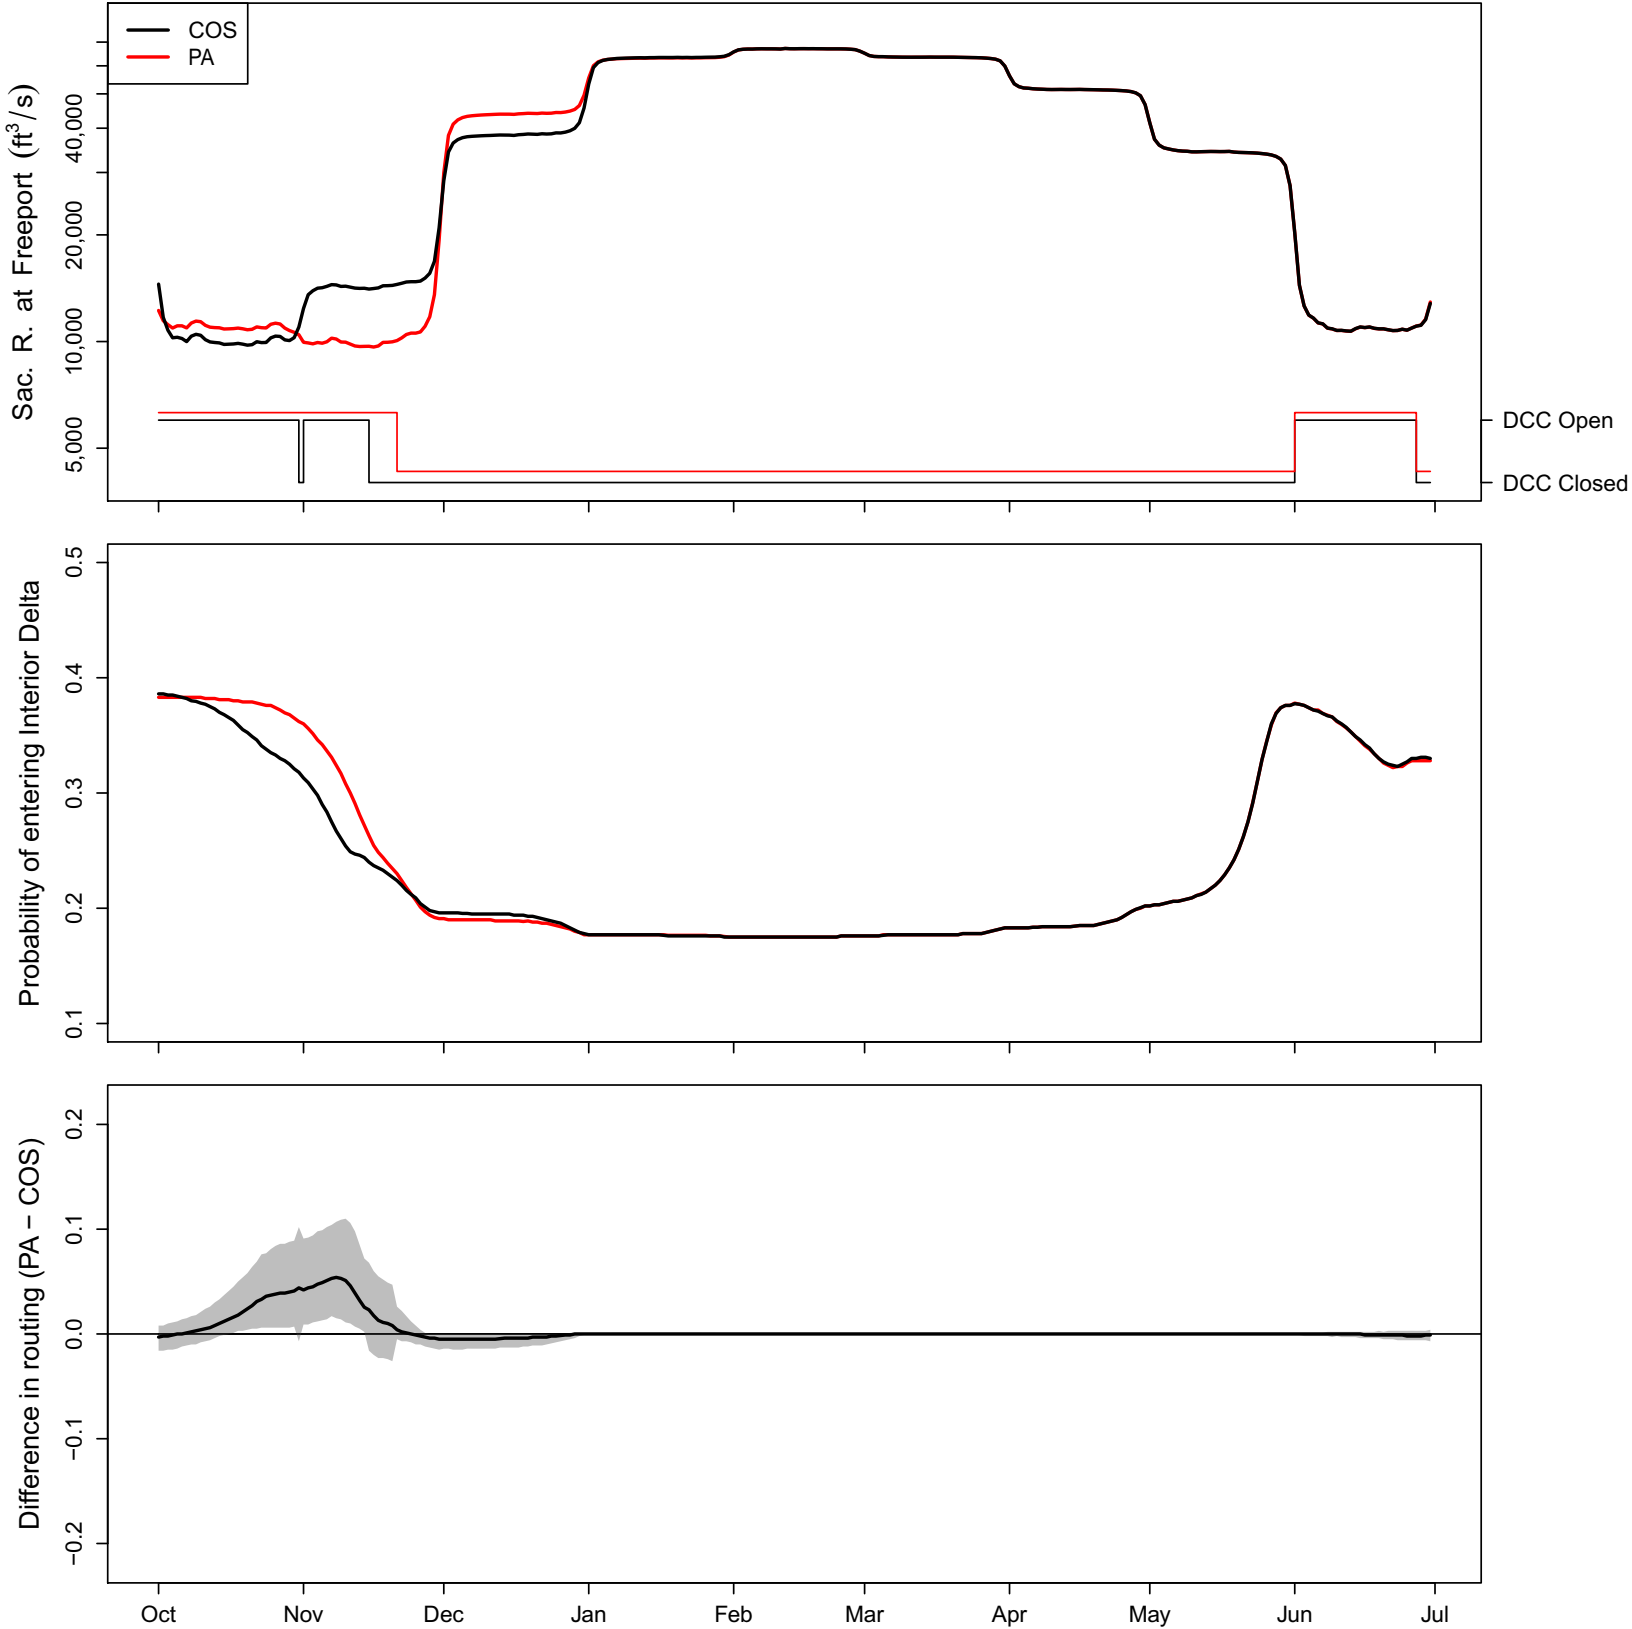 COS
PA
Sac. R. at Freeport (ft³/s)
40,000
20,000
10,000
5,000
DCC Open
DCC Closed
Probability of entering Interior Delta
0.5
0.4
0.3
0.2
0.1
Difference in routing (PA − COS)
0.2
0.1
0.0
−0.1
−0.2
Oct Nov Dec Jan Feb Mar Apr May Jun Jul